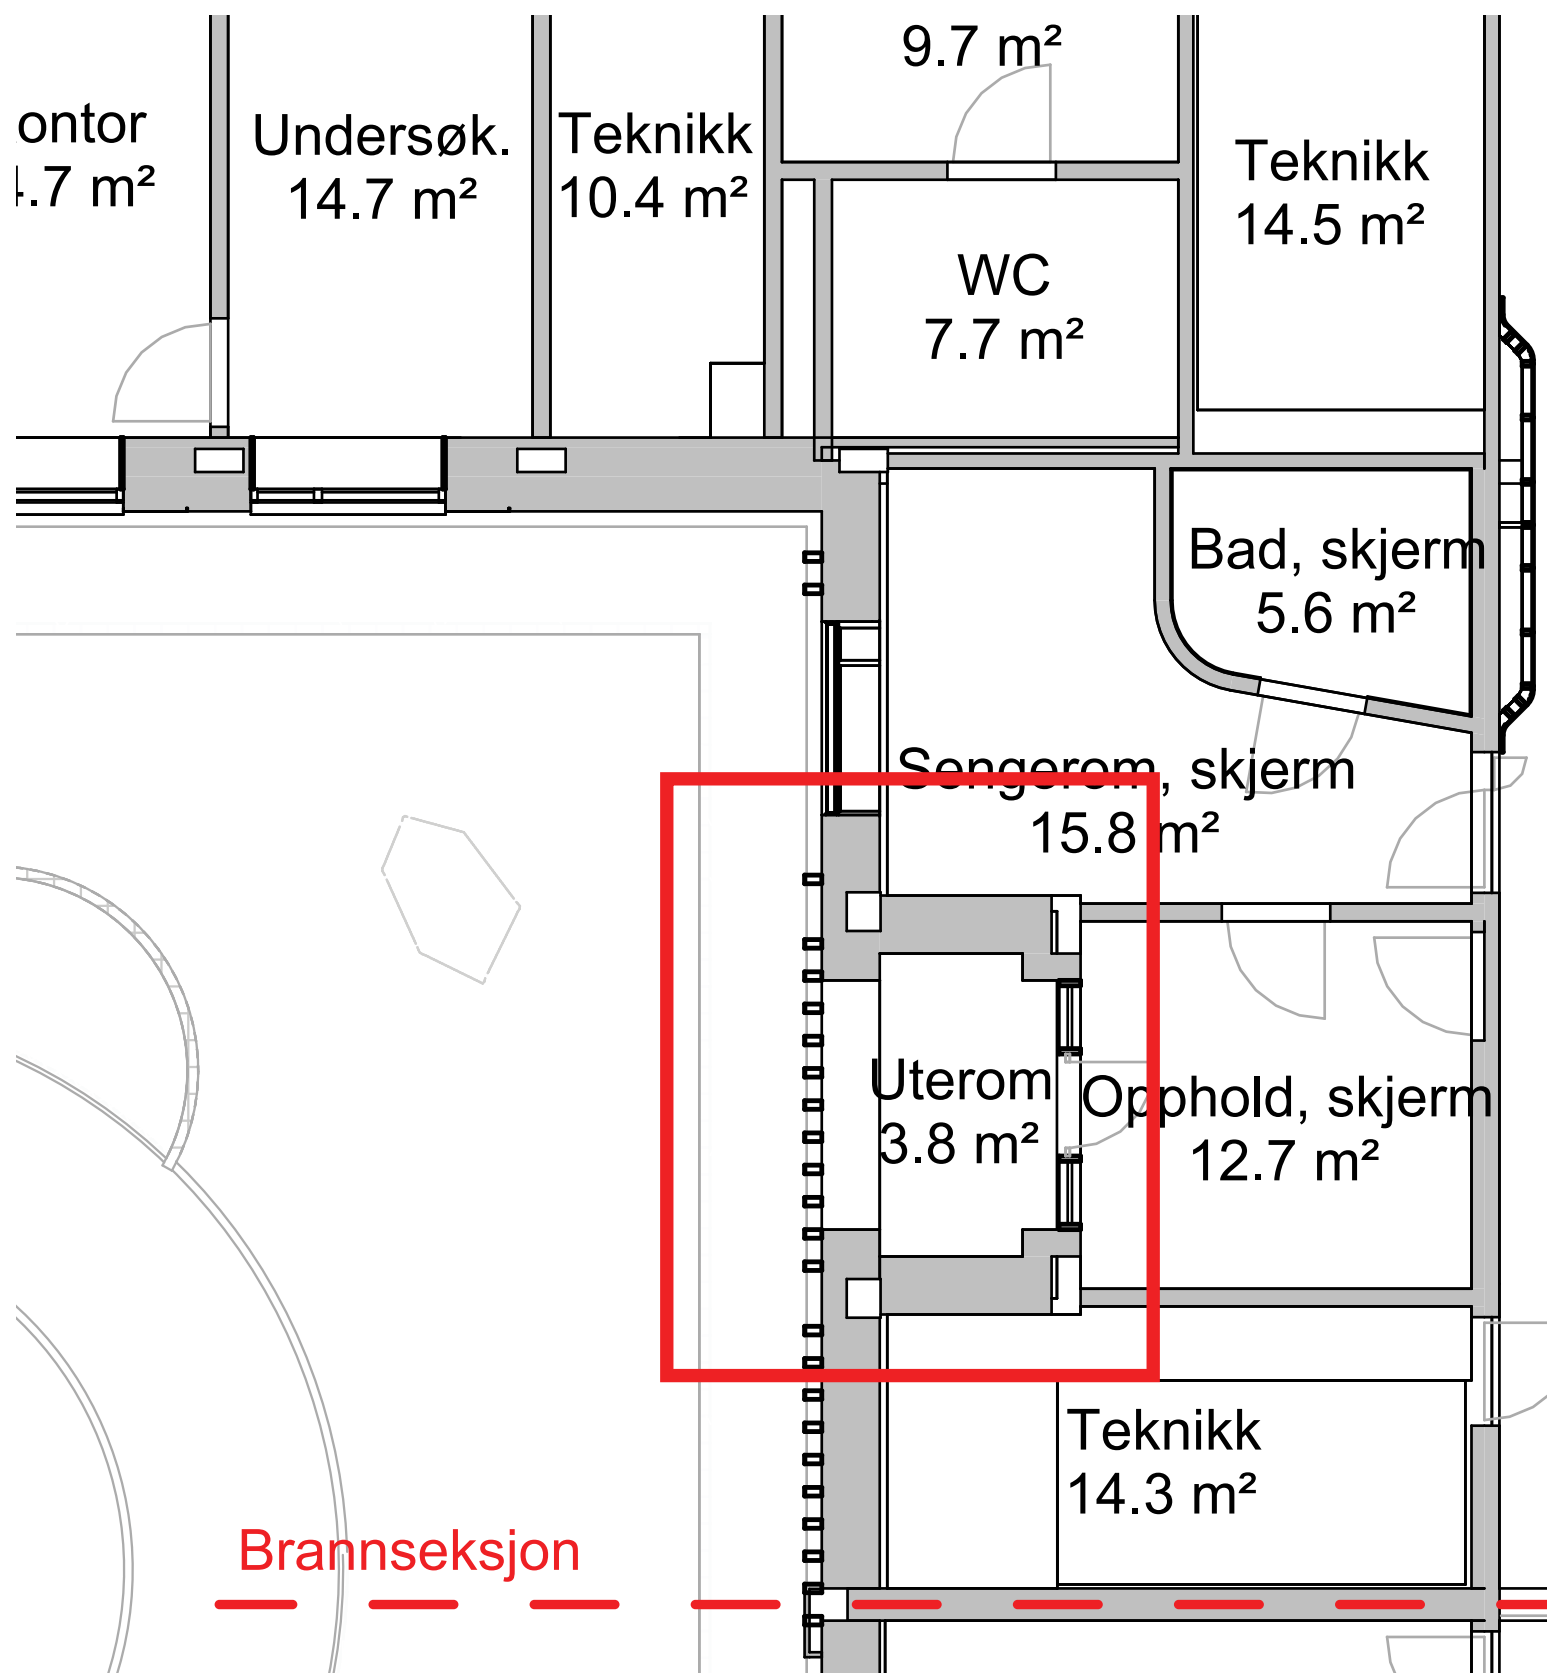 9.7 m²
ontor
4.7 m²
Undersøk.
14.7 m²
Teknikk
10.4 m²
Teknikk
14.5 m²
WC
7.7 m²
Bad, skjerm
5.6 m²
Sengerom, skjerm
15.8 m²
Uterom
3.8 m²
Opphold, skjerm
12.7 m²
Teknikk
14.3 m²
Brannseksjon